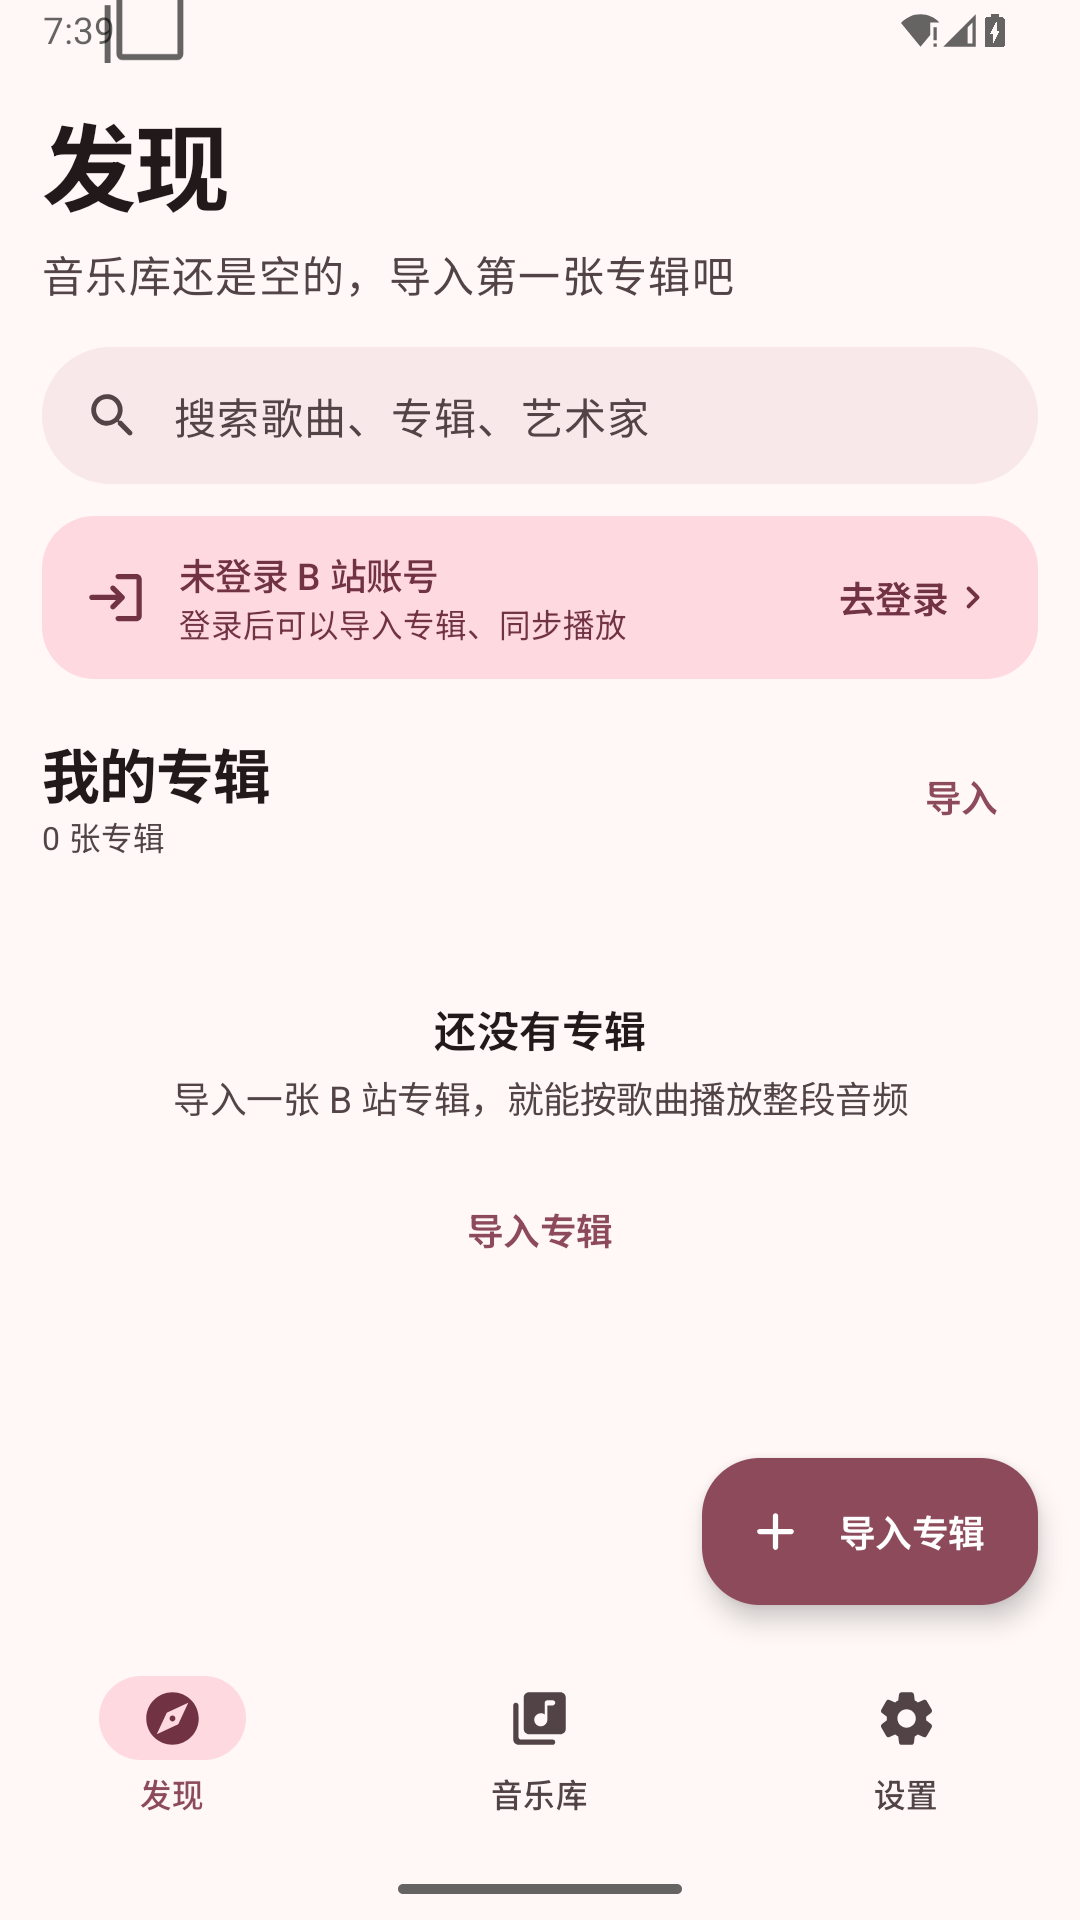 7:39
发现
音乐库还是空的，导入第一张专辑吧
搜索歌曲、专辑、艺术家
未登录 B 站账号
登录后可以导入专辑、同步播放
去登录
我的专辑
0 张专辑
导入
还没有专辑
导入一张 B 站专辑，就能按歌曲播放整段音频
导入专辑
导入专辑
发现
音乐库
设置